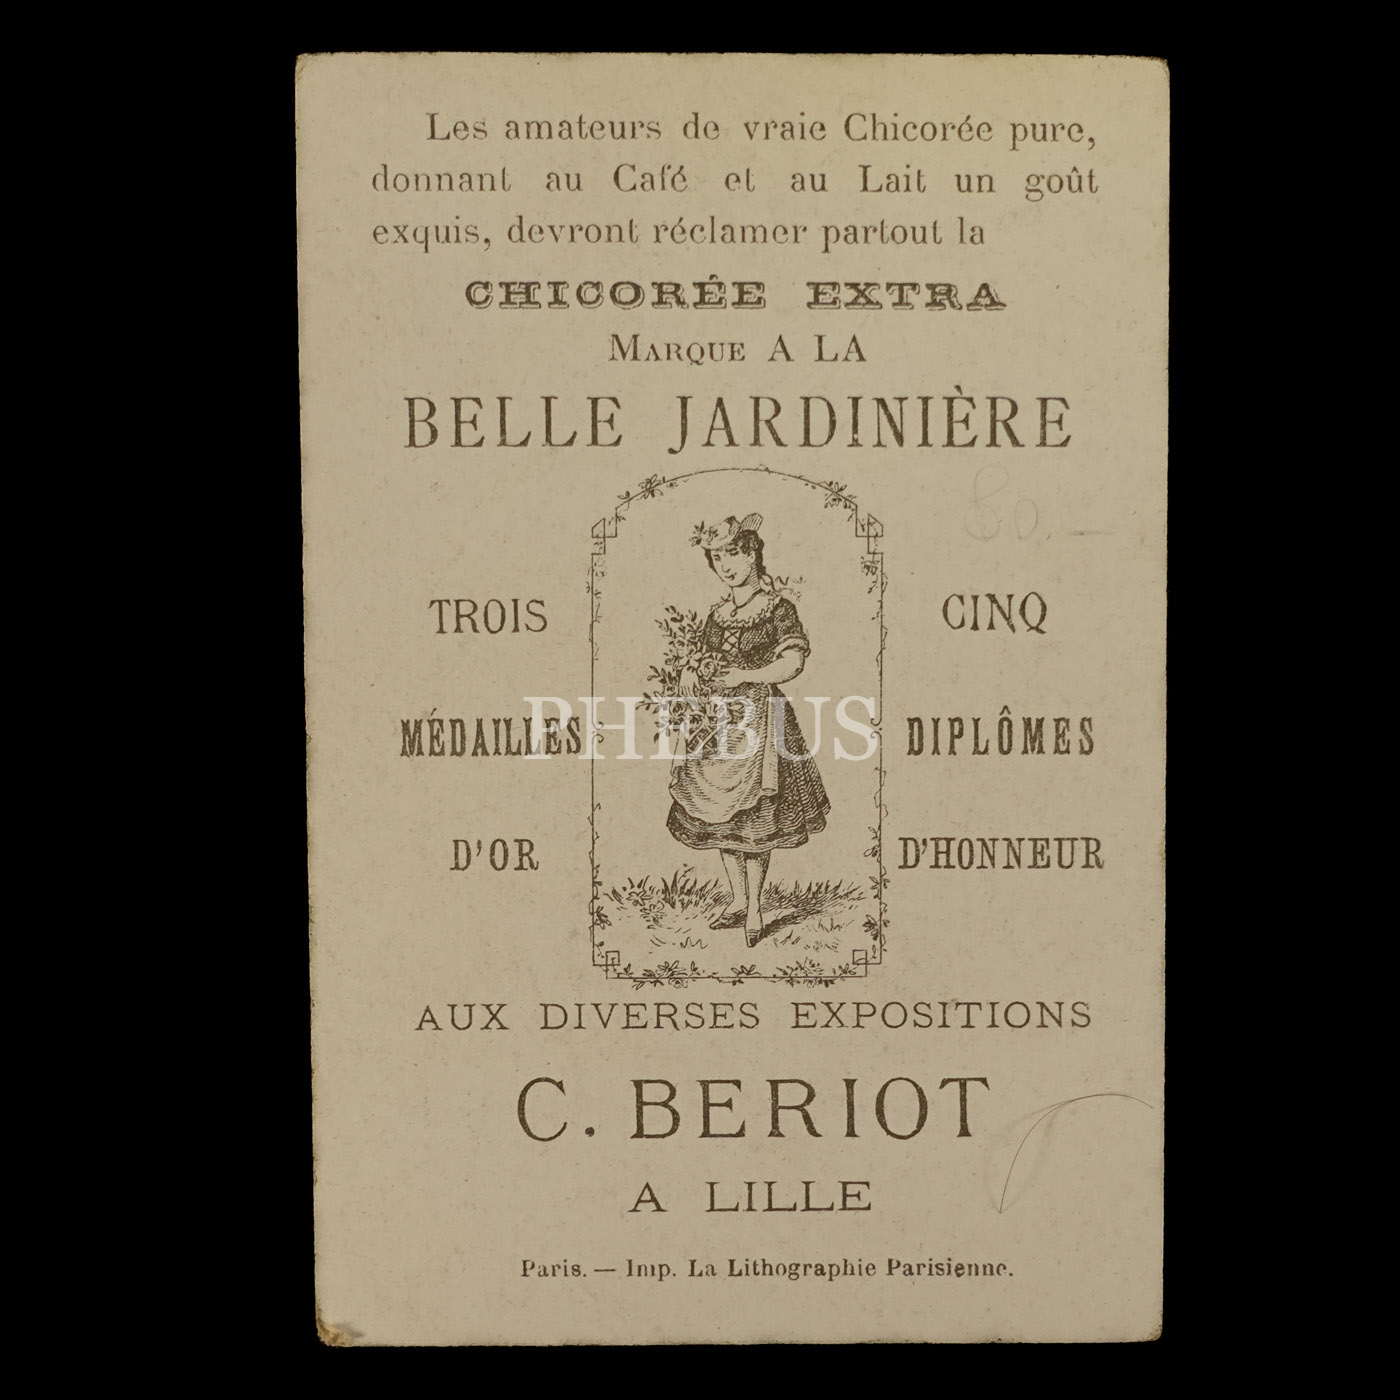 Les amateurs de vraie Chicorée pure,
donnant au Café et au Lait un goût
exquis, devront réclamer partout la
CHICORÉE EXTRA
MARQUE A LA
BELLE JARDINIÈRE
TROIS
MÉDAILLES
D'OR
CINQ
DIPLÔMES
D'HONNEUR
PHEBUS
AUX DIVERSES EXPOSITIONS
C. BERIOT
A LILLE
Paris. — Imp. La Lithographie Parisienne.